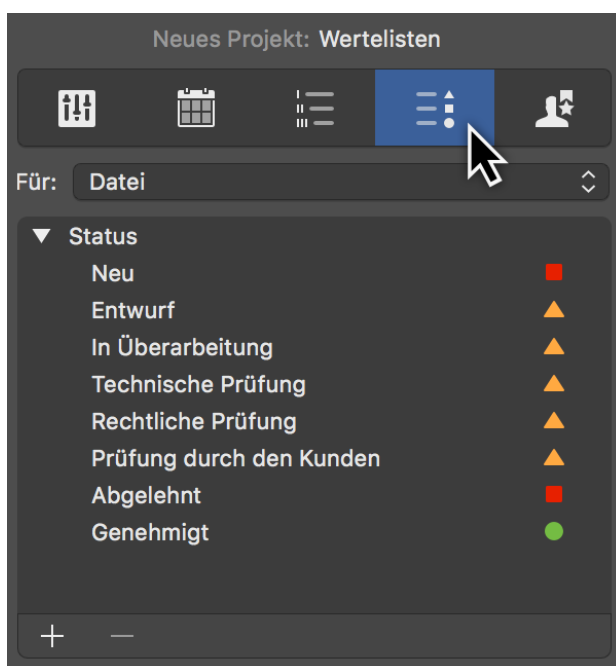 Neues Projekt: Wertelisten
Für: Datei
Status
Neu
Entwurf
In Überarbeitung
Technische Prüfung
Rechtliche Prüfung
Prüfung durch den Kunden
Abgelehnt
Genehmigt